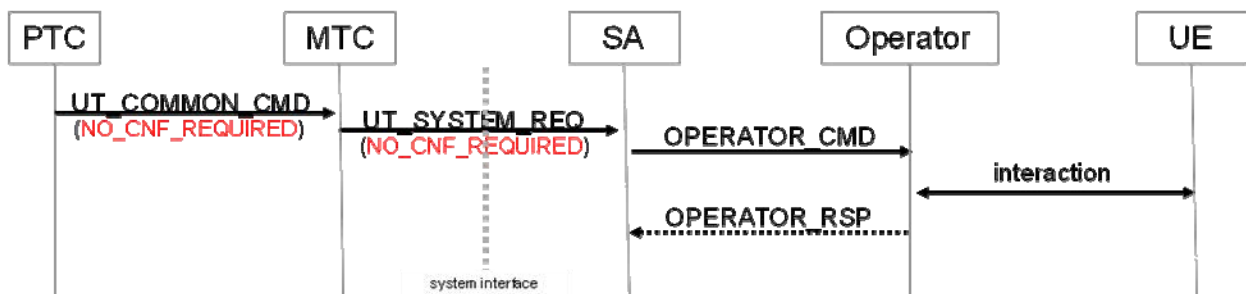 PTC MTC SA Operator UE
UT_COMMON_CMD
(NO_CNF_REQUIRED)
UT_SYSTEM_REQ
(NO_CNF_REQUIRED)
OPERATOR_CMD
interaction
OPERATOR_RSP
system interface